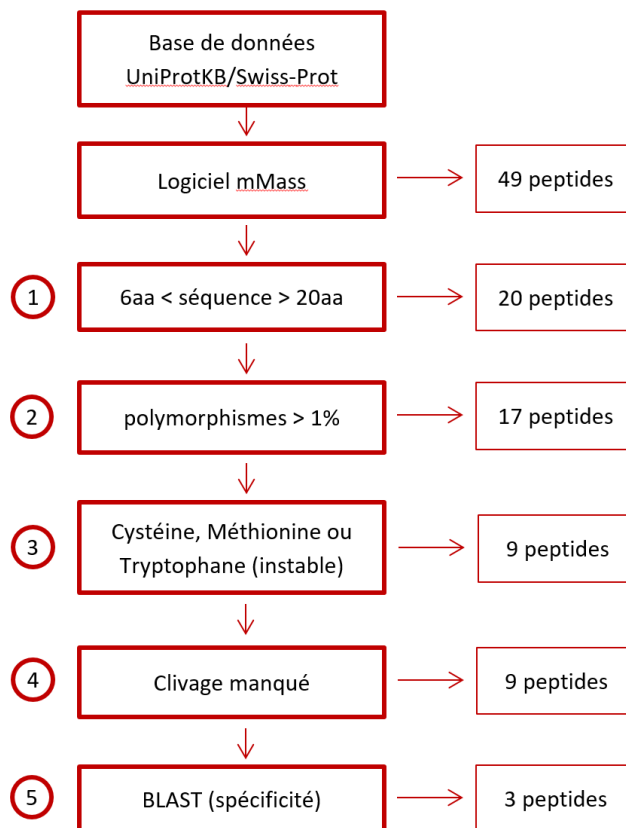 Base de données
UniProtKB/Swiss-Prot
Logiciel mMass
49 peptides
1
6aa < séquence > 20aa
20 peptides
2
polymorphismes > 1%
17 peptides
3
Cystéine, Méthionine ou
Tryptophane (instable)
9 peptides
4
Clivage manqué
9 peptides
5
BLAST (spécificité)
3 peptides